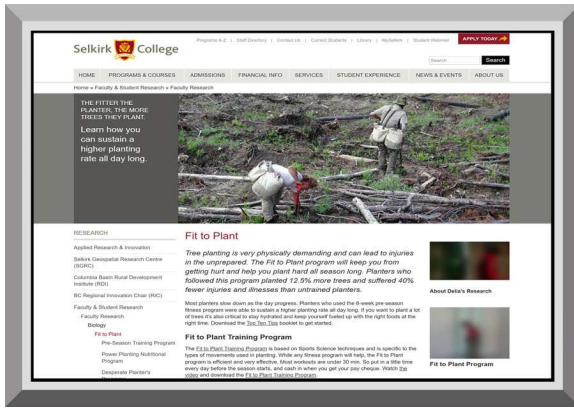 Selkirk College
Programs A-Z | Staff Directory | Contact Us | Current Students | Library | MySelkirk | Student Webmail
APPLY TODAY
Search
Search
HOME PROGRAMS & COURSES ADMISSIONS FINANCIAL INFO SERVICES STUDENT EXPERIENCE NEWS & EVENTS ABOUT US
Home » Faculty & Student Research » Faculty Research
THE FITTER THE
PLANTER, THE MORE
TREES THEY PLANT.
Learn how you
can sustain a
higher planting
rate all day long.
RESEARCH
Applied Research & Innovation
Selkirk Geospatial Research Centre
(SGRC)
Columbia Basin Rural Development
Institute (RDI)
BC Regional Innovation Chair (RIC)
Faculty & Student Research
Faculty Research
Biology
Fit to Plant
Pre-Season Training Program
Power Planting Nutritional
Program
Desperate Planter's
Fit to Plant
Tree planting is very physically demanding and can lead to injuries
in the unprepared. The Fit to Plant program will keep you from
getting hurt and help you plant hard all season long. Planters who
followed this program planted 12.5% more trees and suffered 40%
fewer injuries and illnesses than untrained planters.
Most planters slow down as the day progress. Planters who used the 8-week pre-season
fitness program were able to sustain a higher planting rate all day long. If you want to plant a lot
of trees it's also critical to stay hydrated and keep yourself fueled up with the right foods at the
right time. Download the Top Ten Tips booklet to get started.
Fit to Plant Training Program
The Fit to Plant Training Program is based on Sports Science techniques and is specific to the
types of movements used in planting. While any fitness program will help, the Fit to Plant
program is efficient and very effective. Most workouts are under 30 min. So put in a little time
every day before the season starts, and cash in when you get your pay cheque. Watch the
video and download the Fit to Plant Training Program.
About Delia's Research
Fit to Plant Program